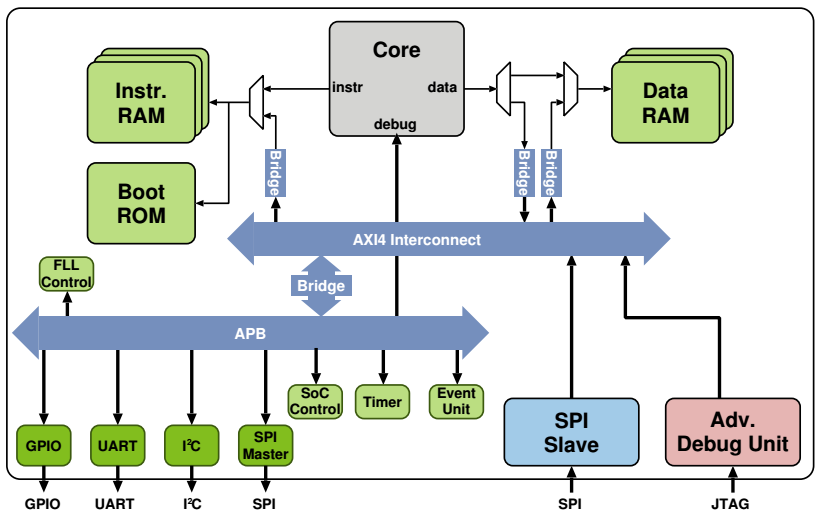 Core
Instr.
RAM
instr
data
Data
RAM
debug
Boot
ROM
Bridge
Bridge
Bridge
AXI4 Interconnect
FLL
Control
Bridge
APB
SoC
Control
Timer
Event
Unit
GPIO
UART
I²C
SPI
Master
SPI
Slave
Adv.
Debug Unit
GPIO
UART
I²C
SPI
SPI
JTAG